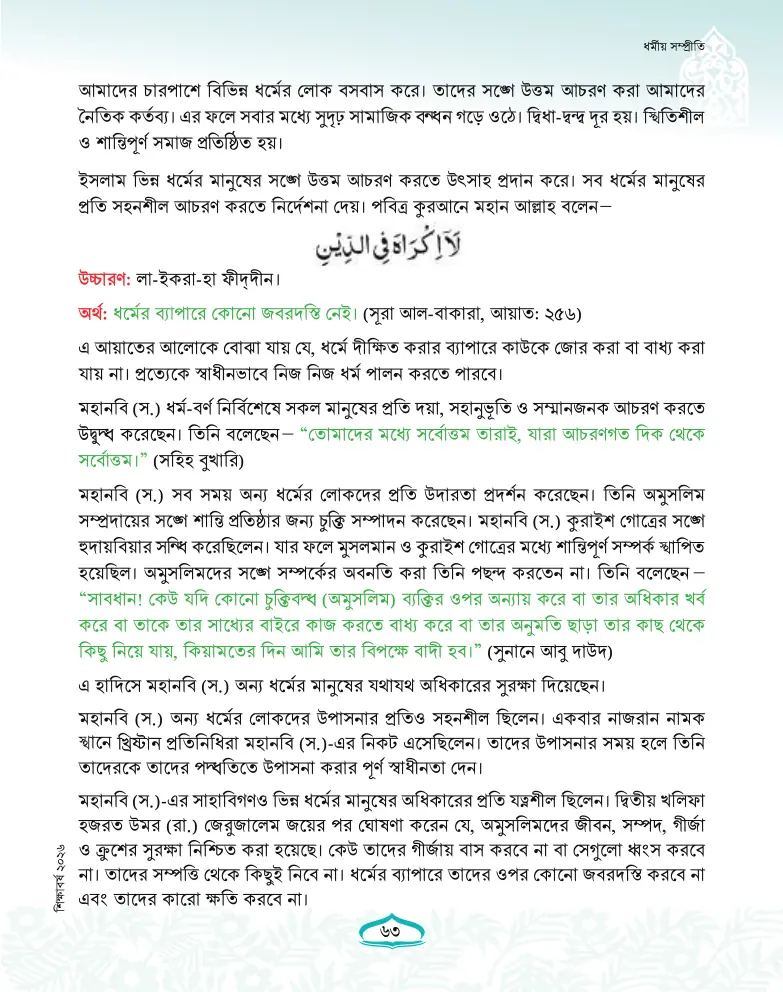 ধর্মীয় সম্প্রীতি
আমাদের চারপাশে বিভিন্ন ধর্মের লোক বসবাস করে। তাদের সঙ্গে উত্তম আচরণ করা আমাদের
নৈতিক কর্তব্য। এর ফলে সবার মধ্যে সুদৃঢ় সামাজিক বন্ধন গড়ে ওঠে। দ্বিধা-দ্বন্দ্ব দূর হয়। স্থিতিশীল
ও শান্তিপূর্ণ সমাজ প্রতিষ্ঠিত হয়।
ইসলাম ভিন্ন ধর্মের মানুষের সঙ্গে উত্তম আচরণ করতে উৎসাহ প্রদান করে। সব ধর্মের মানুষের
প্রতি সহনশীল আচরণ করতে নির্দেশনা দেয়। পবিত্র কুরআনে মহান আল্লাহ বলেন–
لَآ اِكْرَاهَ فِى الدِّيْنِ
উচ্চারণ: লা-ইকরা-হা ফীদ্দীন।
অর্থ: ধর্মের ব্যাপারে কোনো জবরদস্তি নেই। (সূরা আল-বাকারা, আয়াত: ২৫৬)
এ আয়াতের আলোকে বোঝা যায় যে, ধর্মে দীক্ষিত করার ব্যাপারে কাউকে জোর করা বা বাধ্য করা
যায় না। প্রত্যেকে স্বাধীনভাবে নিজ নিজ ধর্ম পালন করতে পারবে।
মহানবি (স.) ধর্ম-বর্ণ নির্বিশেষে সকল মানুষের প্রতি দয়া, সহানুভূতি ও সম্মানজনক আচরণ করতে
উদ্বুদ্ধ করেছেন। তিনি বলেছেন– “তোমাদের মধ্যে সর্বোত্তম তারাই, যারা আচরণগত দিক থেকে
সর্বোত্তম।” (সহিহ বুখারি)
মহানবি (স.) সব সময় অন্য ধর্মের লোকদের প্রতি উদারতা প্রদর্শন করেছেন। তিনি অমুসলিম
সম্প্রদায়ের সঙ্গে শান্তি প্রতিষ্ঠার জন্য চুক্তি সম্পাদন করেছেন। মহানবি (স.) কুরাইশ গোত্রের সঙ্গে
হুদায়বিয়ার সন্ধি করেছিলেন। যার ফলে মুসলমান ও কুরাইশ গোত্রের মধ্যে শান্তিপূর্ণ সম্পর্ক স্থাপিত
হয়েছিল। অমুসলিমদের সঙ্গে সম্পর্কের অবনতি করা তিনি পছন্দ করতেন না। তিনি বলেছেন–
“সাবধান! কেউ যদি কোনো চুক্তিবদ্ধ (অমুসলিম) ব্যক্তির ওপর অন্যায় করে বা তার অধিকার খর্ব
করে বা তাকে তার সাধ্যের বাইরে কাজ করতে বাধ্য করে বা তার অনুমতি ছাড়া তার কাছ থেকে
কিছু নিয়ে যায়, কিয়ামতের দিন আমি তার বিপক্ষে বাদী হব।” (সুনানে আবু দাউদ)
এ হাদিসে মহানবি (স.) অন্য ধর্মের মানুষের যথাযথ অধিকারের সুরক্ষা দিয়েছেন।
মহানবি (স.) অন্য ধর্মের লোকদের উপাসনার প্রতিও সহনশীল ছিলেন। একবার নাজরান নামক
স্থানে খ্রিষ্টান প্রতিনিধিরা মহানবি (স.)-এর নিকট এসেছিলেন। তাদের উপাসনার সময় হলে তিনি
তাদেরকে তাদের পদ্ধতিতে উপাসনা করার পূর্ণ স্বাধীনতা দেন।
মহানবি (স.)-এর সাহাবিগণও ভিন্ন ধর্মের মানুষের অধিকারের প্রতি যত্নশীল ছিলেন। দ্বিতীয় খলিফা
হজরত উমর (রা.) জেরুজালেম জয়ের পর ঘোষণা করেন যে, অমুসলিমদের জীবন, সম্পদ, গীর্জা
ও ক্রুশের সুরক্ষা নিশ্চিত করা হয়েছে। কেউ তাদের গীর্জায় বাস করবে না বা সেগুলো ধ্বংস করবে
না। তাদের সম্পত্তি থেকে কিছুই নিবে না। ধর্মের ব্যাপারে তাদের ওপর কোনো জবরদস্তি করবে না
এবং তাদের কারো ক্ষতি করবে না।
শিক্ষাবর্ষ ২০২৬
৬৩